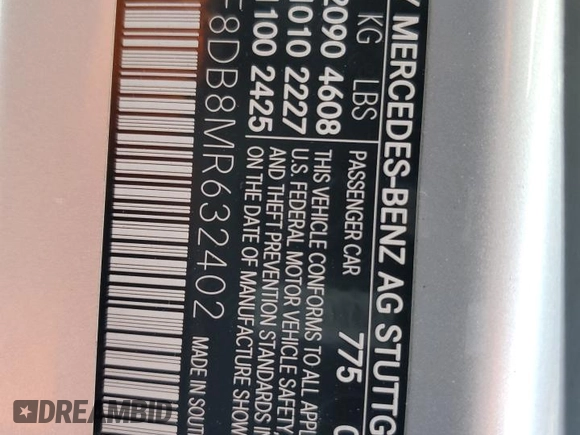 Y MERCEDES-BENZ AG STUTTG
KG LBS PASSENGER CAR 775
2090 4608 THIS VEHICLE CONFORMS TO ALL APPL
1010 2227 U.S. FEDERAL MOTOR VEHICLE SAFETY,
1100 2425 AND THEFT PREVENTION STANDARDS IN
ON THE DATE OF MANUFACTURE SHOW
E8DB8MR632402 MADE IN SOUT
DREAMBID